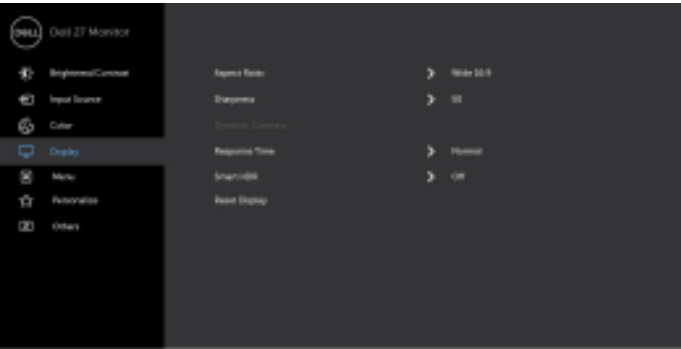 DELL Dell 27 Monitor
Brightness/Contrast
Input Source
Color
Display
Menu
Personalize
Others
Aspect Ratio Wide 16:9
Sharpness 50
Dynamic Contrast
Response Time Normal
Smart HDR Off
Reset Display